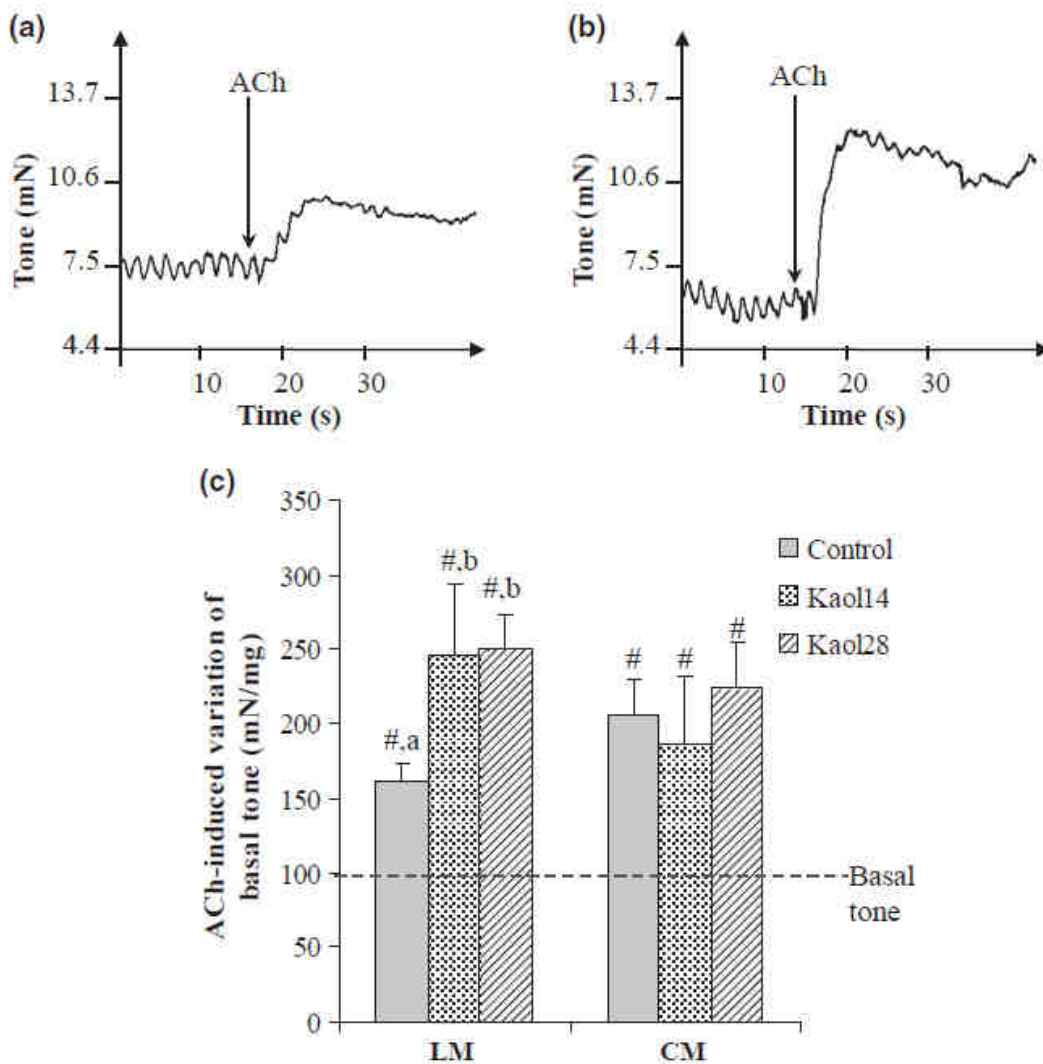 (a)
ACh
13.7
10.6
7.5
4.4
Tone (mN)
10 20 30
Time (s)
(b)
ACh
13.7
10.6
7.5
4.4
Tone (mN)
10 20 30
Time (s)
(c)
ACh-induced variation of
basal tone (mN/mg)
350
300
250
200
150
100
50
0
#,a
#,b
#,b
#
#
#
Control
Kaol14
Kaol28
Basal
tone
LM CM